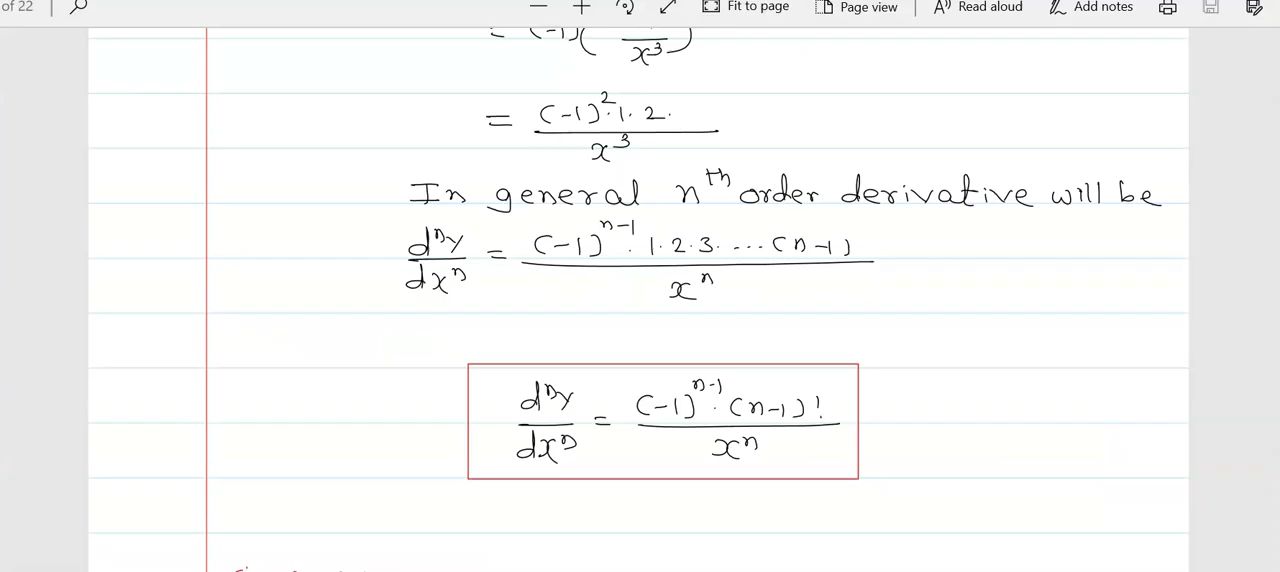 of 22 Fit to page Page view Read aloud Add notes
= (-1)( / x³)
= (-1)²·1·2· / x³
In general nᵗʰ order derivative will be
dⁿy/dxⁿ = (-1)ⁿ⁻¹·1·2·3·...(n-1) / xⁿ
dⁿy/dxⁿ = (-1)ⁿ⁻¹·(n-1)! / xⁿ